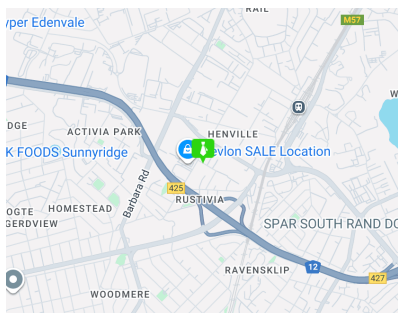 RAIL
yper Edenvale
M57
W
DGE
ACTIVIA PARK
HENVILLE
K FOODS Sunnyridge
evlon SALE Location
Barbara Rd
425
RUSTIVIA
OGTE
GERDVIEW
HOMESTEAD
SPAR SOUTH RAND DO
RAVENSKLIP
12
427
WOODMERE